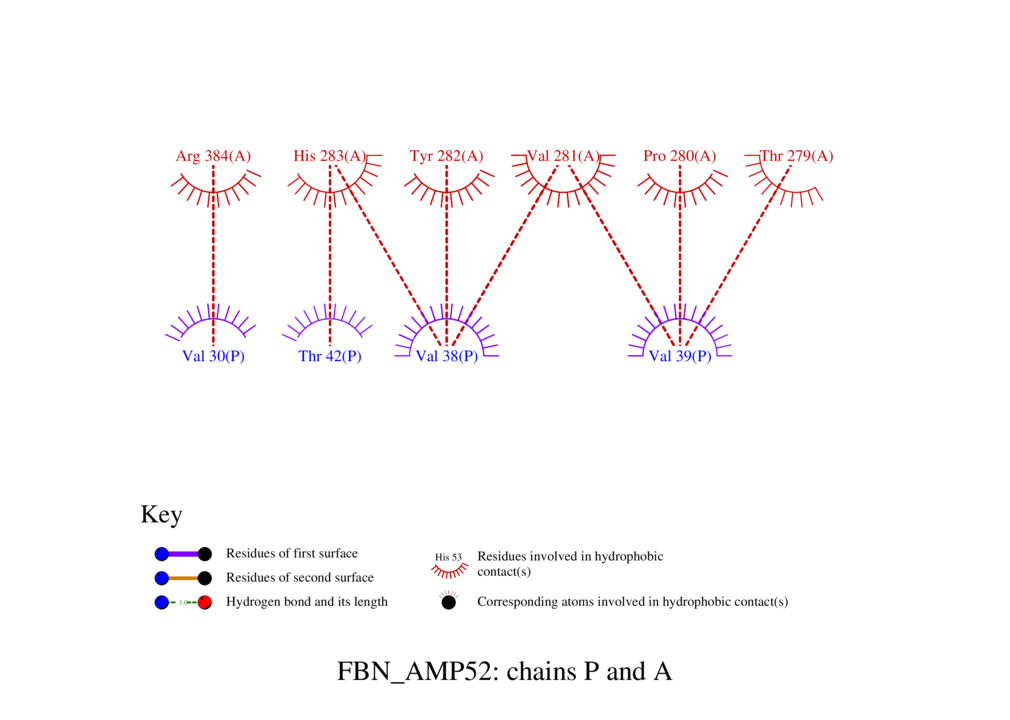 Arg 384(A) His 283(A) Tyr 282(A) Val 281(A) Pro 280(A) Thr 279(A)
Val 30(P) Thr 42(P) Val 38(P) Val 39(P)
Key
Residues of first surface
Residues of second surface
3.0
Hydrogen bond and its length
His 53
Residues involved in hydrophobic
contact(s)
Corresponding atoms involved in hydrophobic contact(s)
FBN_AMP52: chains P and A